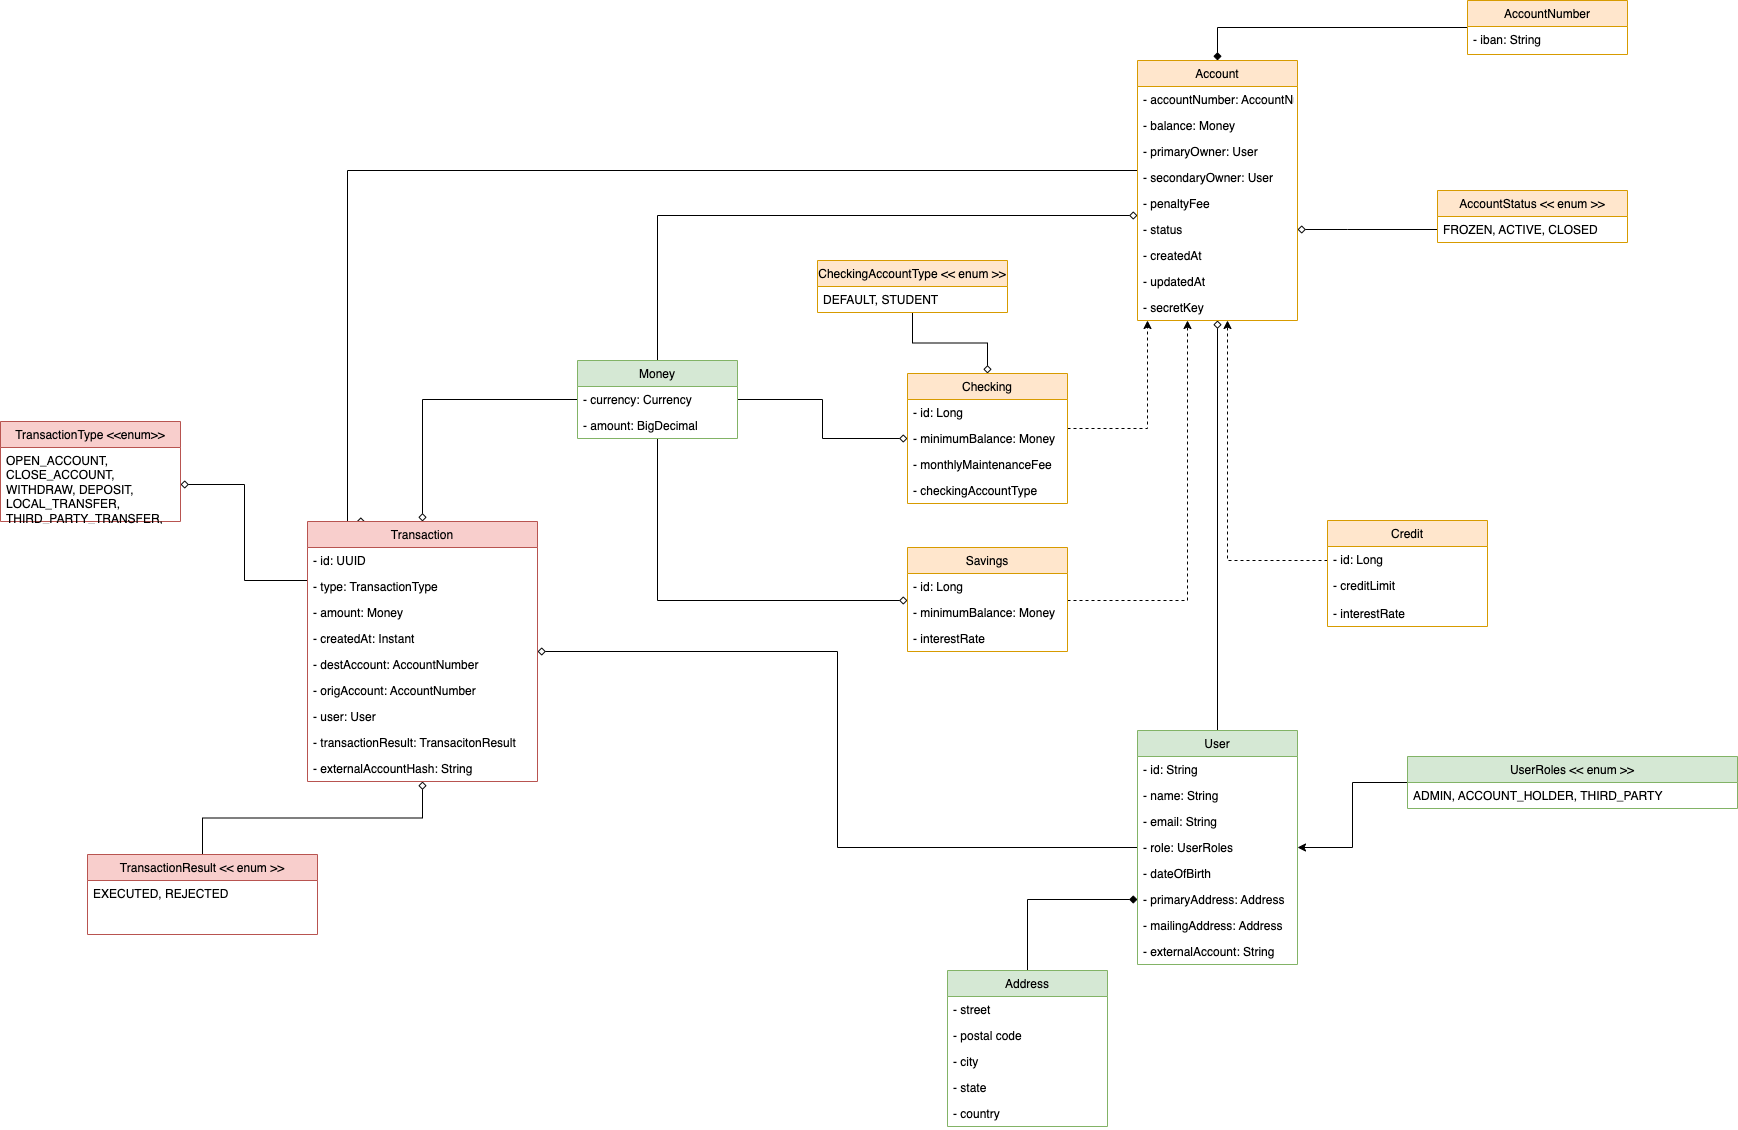 AccountNumber
- iban: String
Account
- accountNumber: AccountN
- balance: Money
- primaryOwner: User
- secondaryOwner: User
- penaltyFee
- status
- createdAt
- updatedAt
- secretKey
AccountStatus << enum >>
FROZEN, ACTIVE, CLOSED
CheckingAccountType << enum >>
DEFAULT, STUDENT
Money
- currency: Currency
- amount: BigDecimal
Checking
- id: Long
- minimumBalance: Money
- monthlyMaintenanceFee
- checkingAccountType
TransactionType <<enum>>
OPEN_ACCOUNT,
CLOSE_ACCOUNT,
WITHDRAW, DEPOSIT,
LOCAL_TRANSFER,
THIRD_PARTY_TRANSFER,
Transaction
- id: UUID
- type: TransactionType
- amount: Money
- createdAt: Instant
- destAccount: AccountNumber
- origAccount: AccountNumber
- user: User
- transactionResult: TransacitonResult
- externalAccountHash: String
Savings
- id: Long
- minimumBalance: Money
- interestRate
Credit
- id: Long
- creditLimit
- interestRate
User
- id: String
- name: String
- email: String
- role: UserRoles
- dateOfBirth
- primaryAddress: Address
- mailingAddress: Address
- externalAccount: String
UserRoles << enum >>
ADMIN, ACCOUNT_HOLDER, THIRD_PARTY
TransactionResult << enum >>
EXECUTED, REJECTED
Address
- street
- postal code
- city
- state
- country